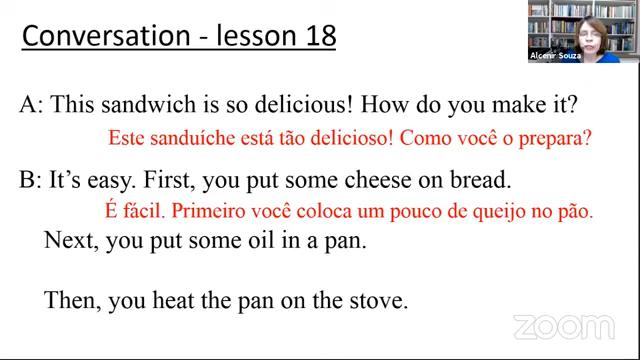 Conversation - lesson 18
Alcenir Souza
A: This sandwich is so delicious! How do you make it?
Este sanduíche está tão delicioso! Como você o prepara?
B: It’s easy. First, you put some cheese on bread.
É fácil. Primeiro você coloca um pouco de queijo no pão.
Next, you put some oil in a pan.
Then, you heat the pan on the stove.
zoom